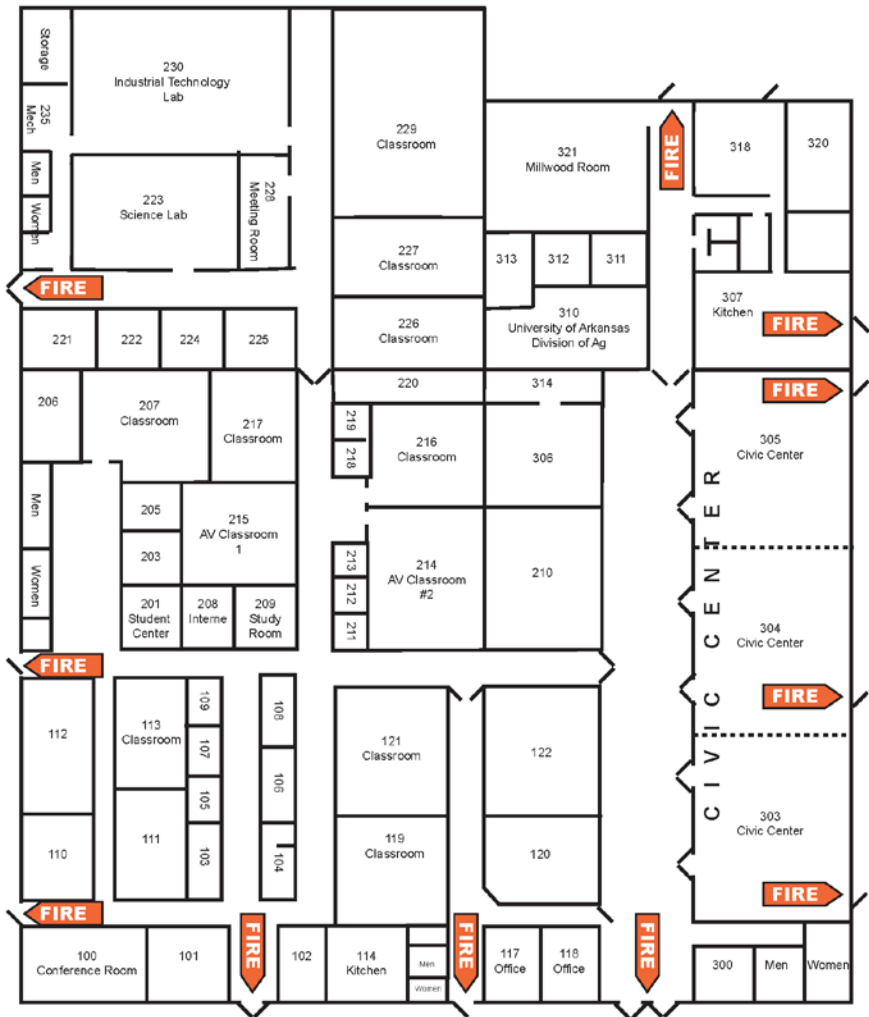 Storage
230
Industrial Technology
Lab
235
Mech
229
Classroom
321
Millwood Room
FIRE
318
320
Men
223
Science Lab
228
Meeting Room
Women
227
Classroom
313
312
311
FIRE
307
Kitchen
FIRE
221
222
224
225
226
Classroom
310
University of Arkansas
Division of Ag
220
314
FIRE
206
207
Classroom
217
Classroom
219
218
216
Classroom
306
305
Civic Center
Men
205
215
AV Classroom
1
203
213
214
AV Classroom
#2
210
212
211
Women
201
Student
Center
208
Interne
209
Study
Room
304
Civic Center
CIVIC CENTER
FIRE
FIRE
112
113
Classroom
109
108
107
121
Classroom
122
106
105
110
111
103
104
119
Classroom
120
303
Civic Center
FIRE
FIRE
FIRE
FIRE
FIRE
100
Conference Room
101
102
114
Kitchen
Men
Women
117
Office
118
Office
300
Men
Women